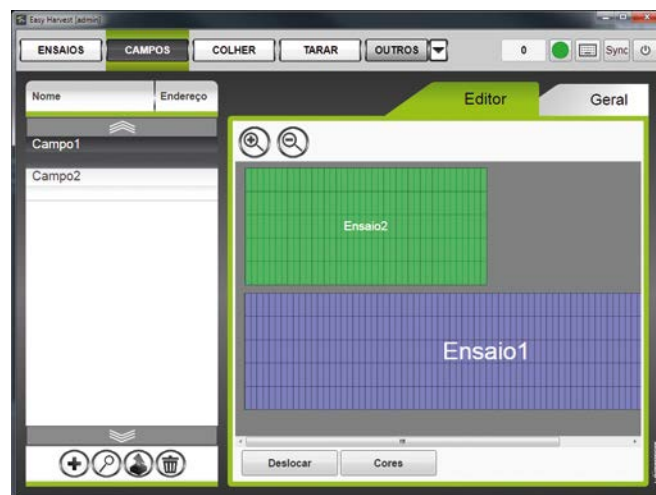 Easy Harvest [admin]
ENSAIOS CAMPOS COLHER TARAR OUTROS 0 Sync
Nome Endereço
Editor Geral
Campo1
Campo2
Ensaio2
Ensaio1
Deslocar Cores